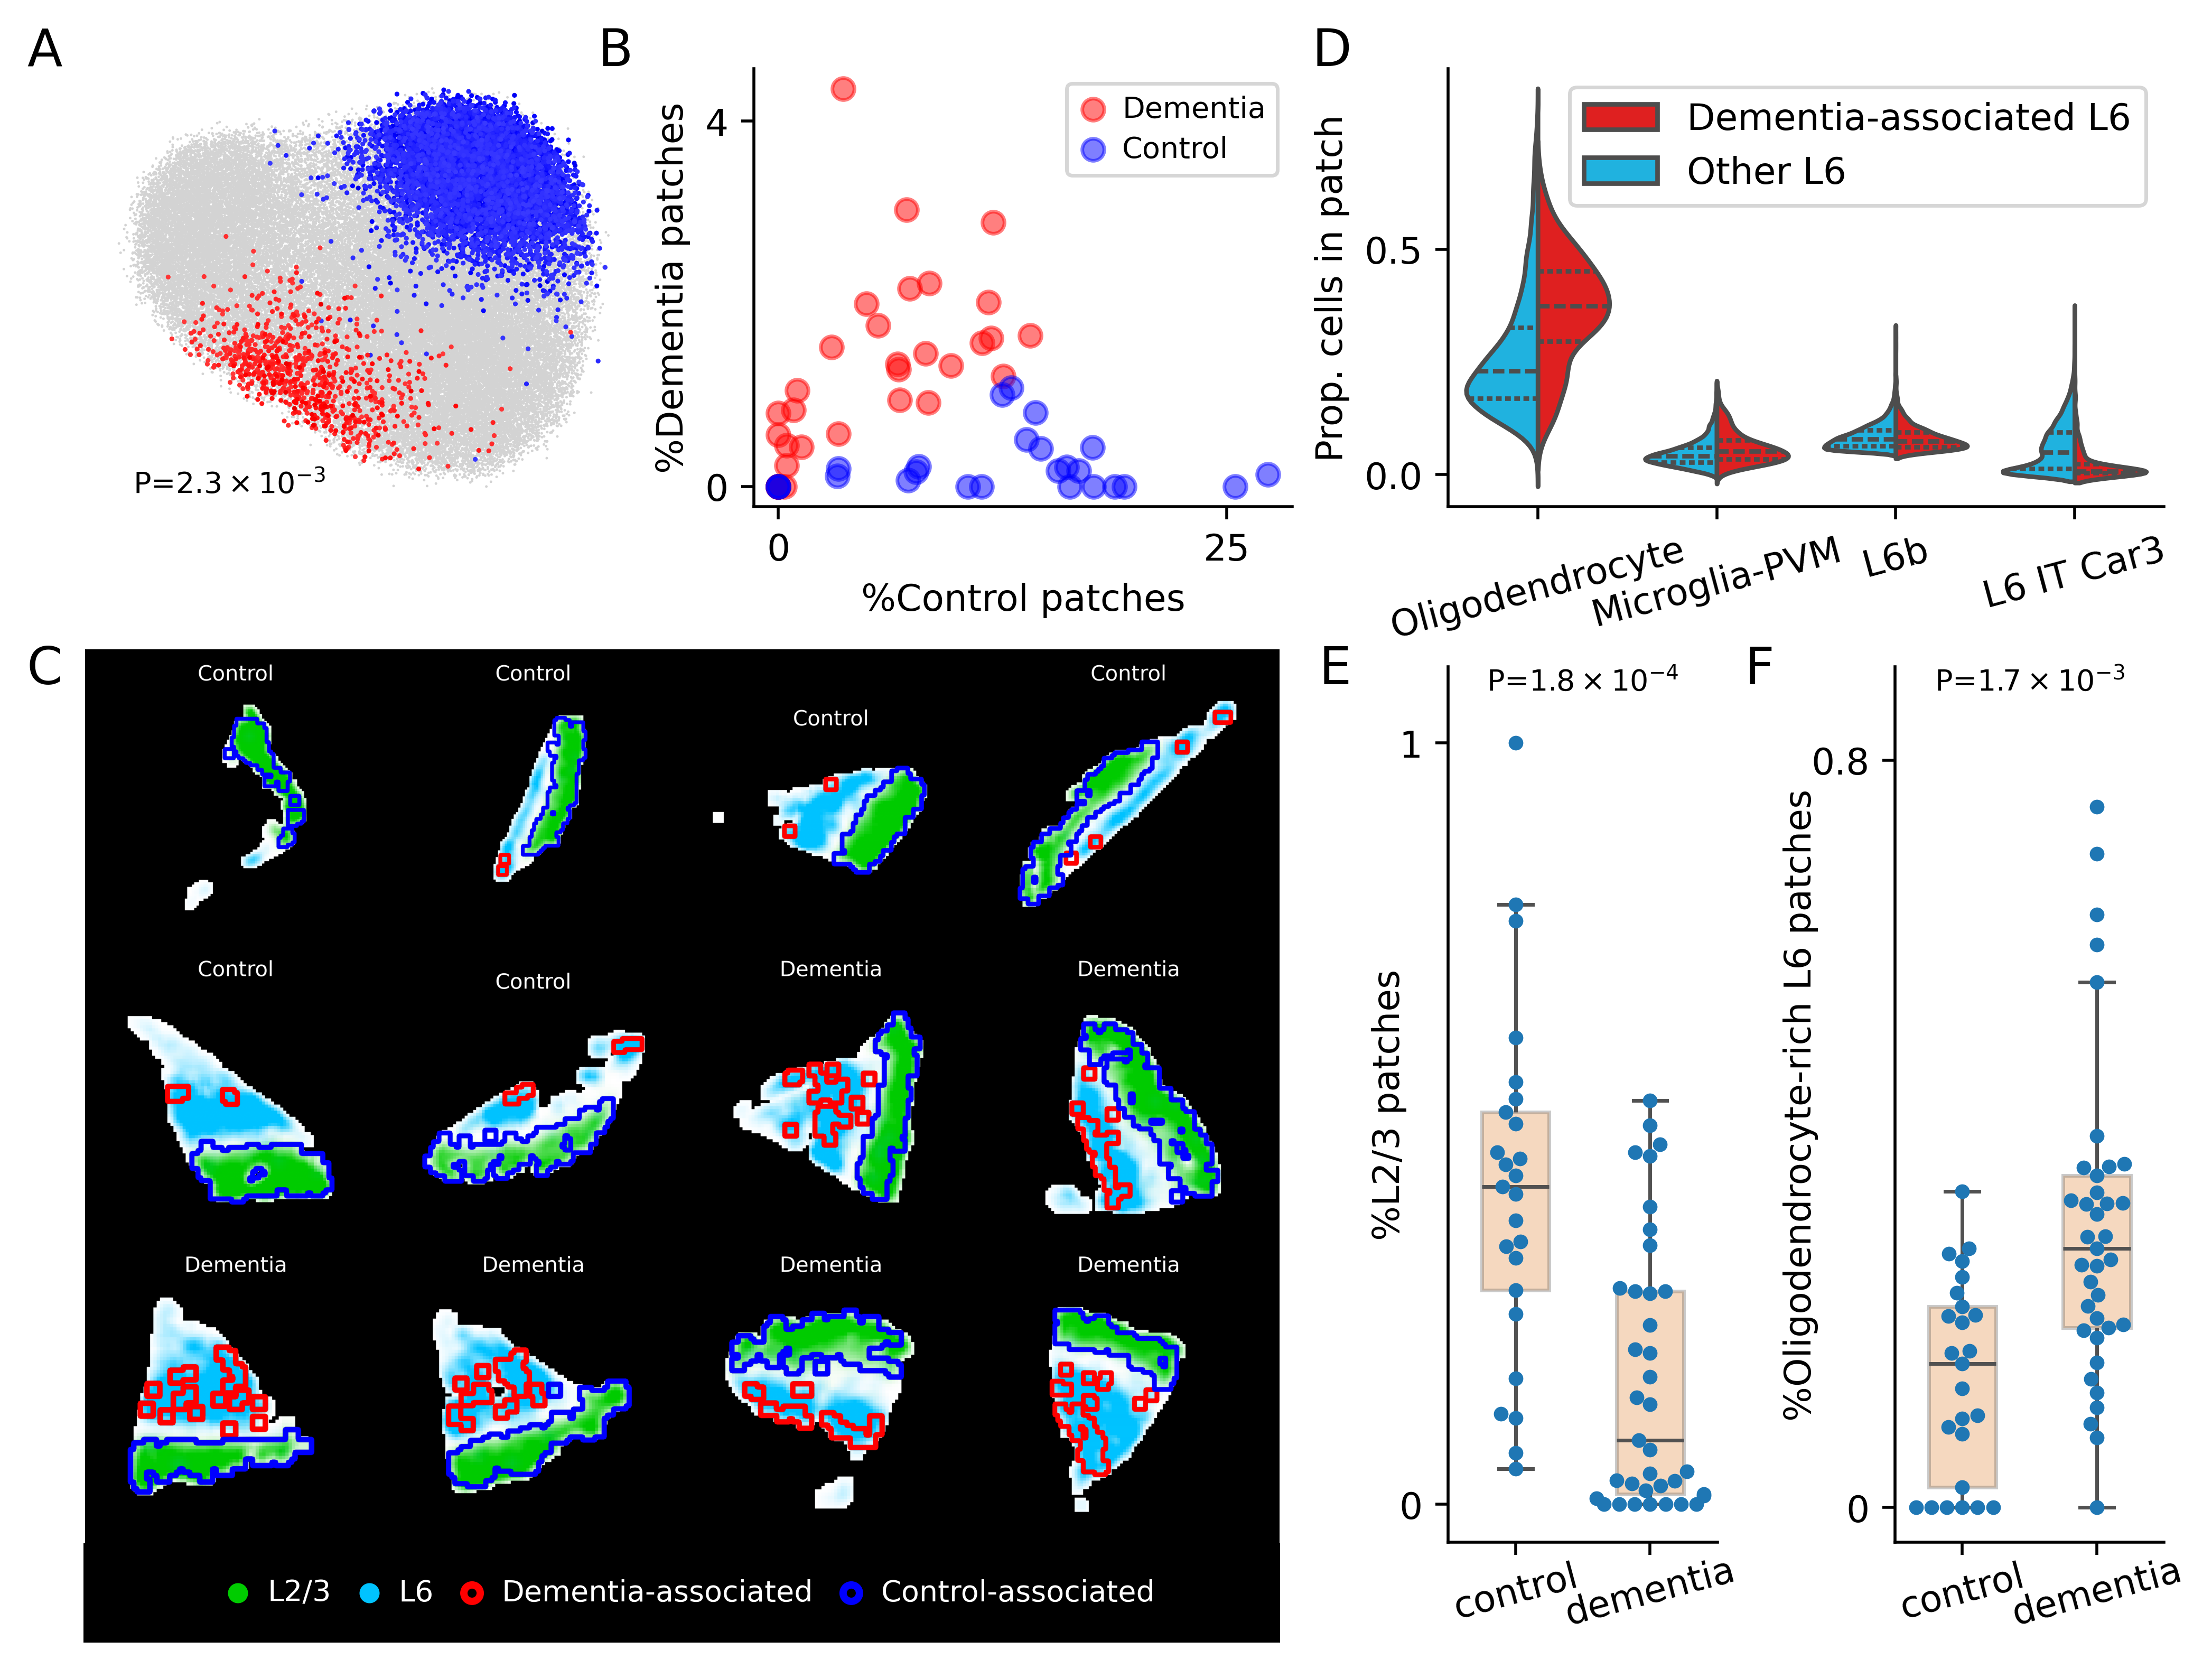 A
P=2.3 × 10⁻³
B
%Dementia patches
4
0
0
25
%Control patches
Dementia
Control
D
Prop. cells in patch
0.5
0.0
Dementia-associated L6
Other L6
Oligodendrocyte
Microglia-PVM
L6b
L6 IT Car3
C
Control
Control
Control
Control
Control
Control
Dementia
Dementia
Dementia
Dementia
Dementia
Dementia
L2/3
L6
Dementia-associated
Control-associated
E
P=1.8 × 10⁻⁴
%L2/3 patches
1
0
control
dementia
F
P=1.7 × 10⁻³
%Oligodendrocyte-rich L6 patches
0.8
0
control
dementia